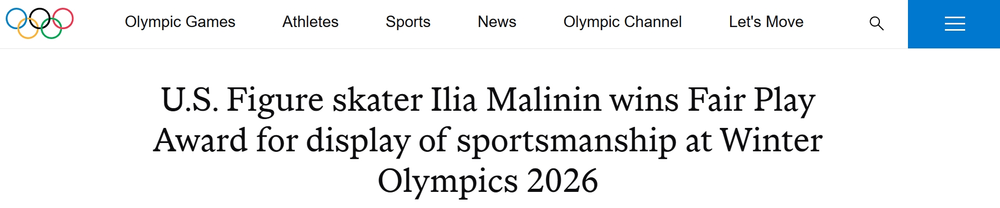 Olympic Games Athletes Sports News Olympic Channel Let's Move
U.S. Figure skater Ilia Malinin wins Fair Play
Award for display of sportsmanship at Winter
Olympics 2026